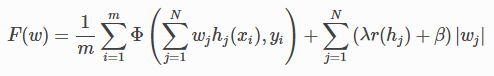 $F(w) = \frac{1}{m} \sum_{i=1}^{m} \Phi \left( \sum_{j=1}^{N} w_j h_j(x_i), y_i \right) + \sum_{j=1}^{N} (\lambda r(h_j) + \beta) |w_j|$